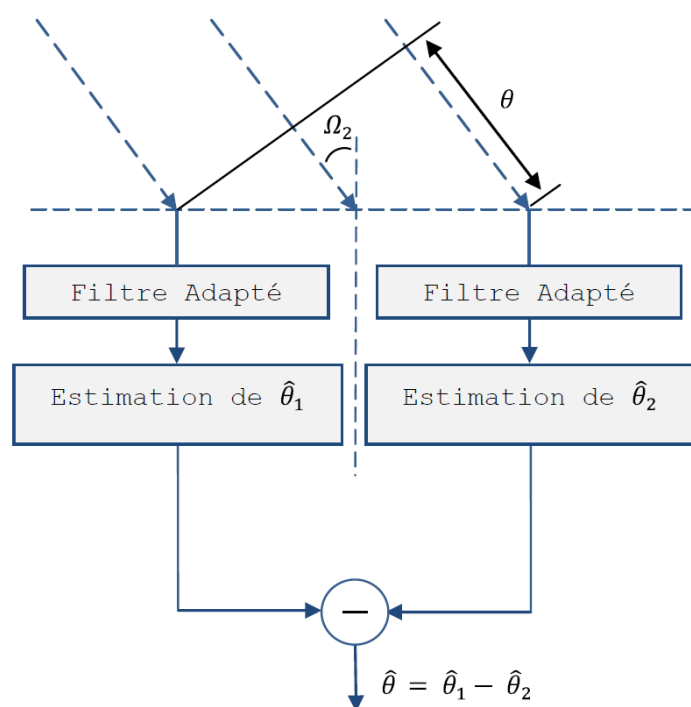 θ
Ω₂
Filtre Adapté
Filtre Adapté
Estimation de θ̂₁
Estimation de θ̂₂
−
θ̂ = θ̂₁ − θ̂₂